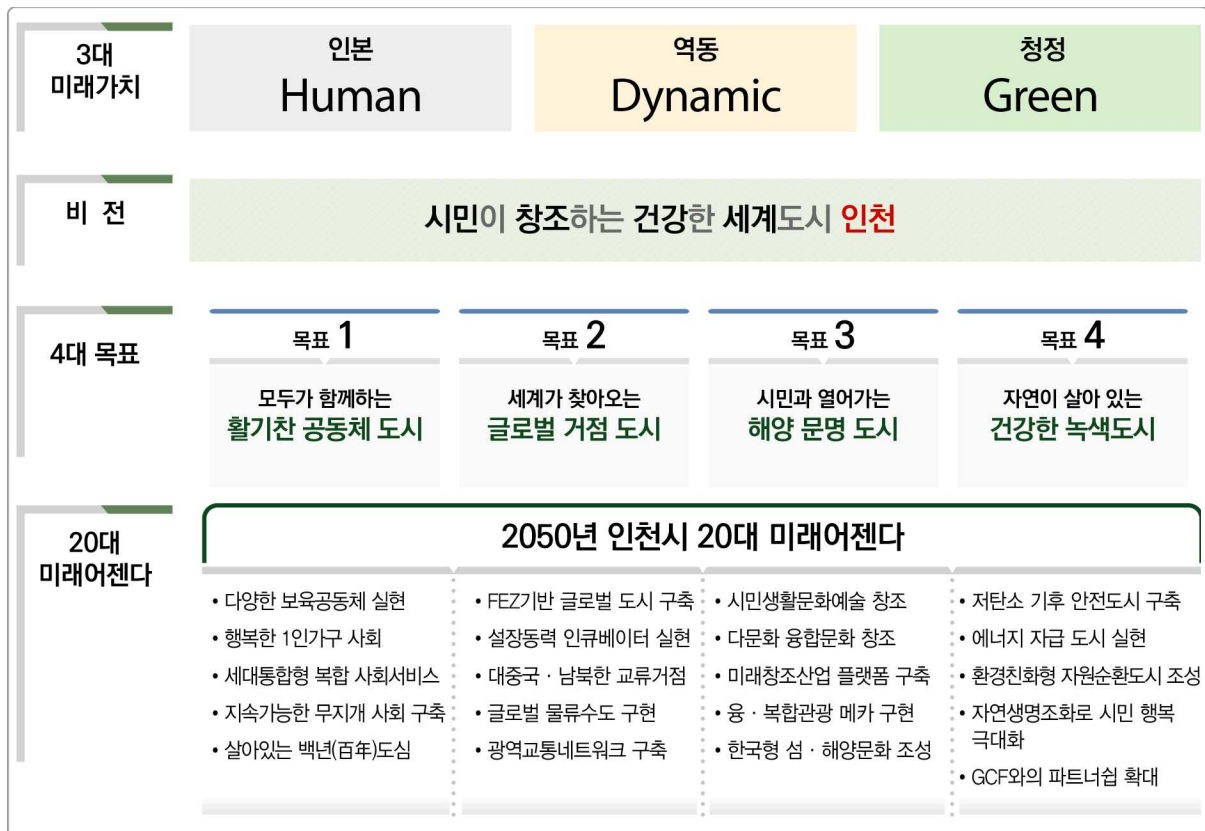 3대
미래가치
인본
Human
역동
Dynamic
청정
Green
비 전
시민이 창조하는 건강한 세계도시 인천
4대 목표
목표 1
모두가 함께하는
활기찬 공동체 도시
목표 2
세계가 찾아오는
글로벌 거점 도시
목표 3
시민과 열어가는
해양 문명 도시
목표 4
자연이 살아 있는
건강한 녹색도시
20대
미래어젠다
2050년 인천시 20대 미래어젠다
• 다양한 보육공동체 실현
• 행복한 1인가구 사회
• 세대통합형 복합 사회서비스
• 지속가능한 무지개 사회 구축
• 살아있는 백년(百年)도심
• FEZ기반 글로벌 도시 구축
• 설장동력 인큐베이터 실현
• 대중국 · 남북한 교류거점
• 글로벌 물류수도 구현
• 광역교통네트워크 구축
• 시민생활문화예술 창조
• 다문화 융합문화 창조
• 미래창조산업 플랫폼 구축
• 융 · 복합관광 메카 구현
• 한국형 섬 · 해양문화 조성
• 저탄소 기후 안전도시 구축
• 에너지 자급 도시 실현
• 환경친화형 자원순환도시 조성
• 자연생명조화로 시민 행복
극대화
• GCF와의 파트너쉽 확대